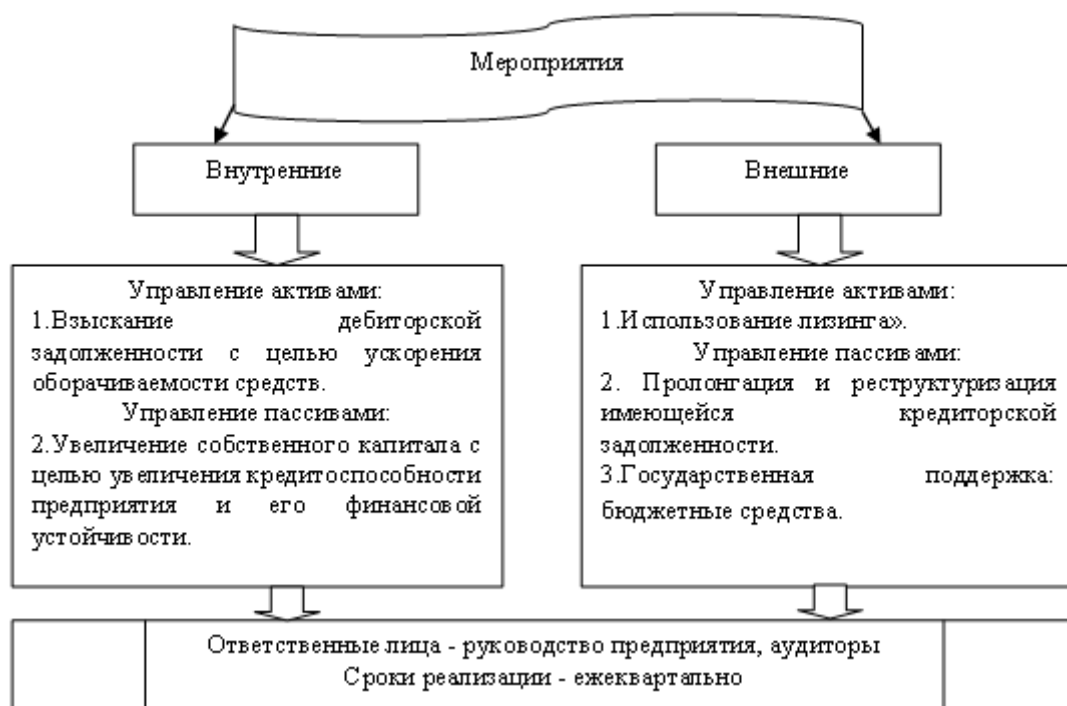 Мероприятия
Внутренние
Внешние
Управление активами:
1.Взыскание дебиторской
задолженности с целью ускорения
оборачиваемости средств.
Управление пассивами:
2.Увеличение собственного капитала с
целью увеличения кредитоспособности
предприятия и его финансовой
устойчивости.
Управление активами:
1.Использование лизинга».
Управление пассивами:
2. Пролонгация и реструктуризация
имеющейся кредиторской
задолженности.
3.Государственная поддержка:
бюджетные средства.
Ответственные лица - руководство предприятия, аудиторы
Сроки реализации - ежеквартально